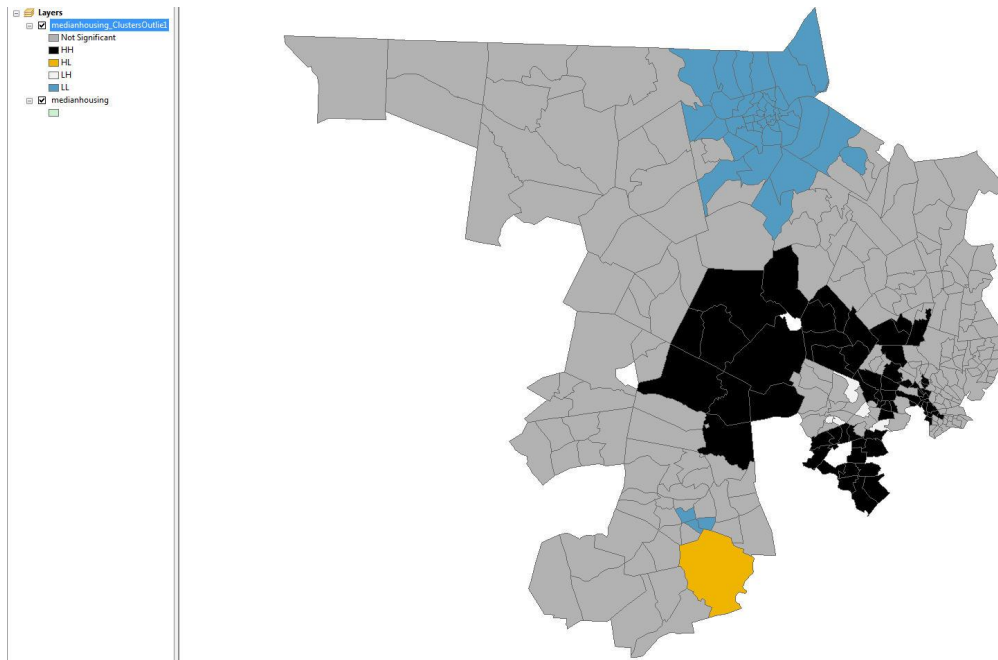 Layers
medianhousing_ClustersOutlie1
Not Significant
HH
HL
LH
LL
medianhousing